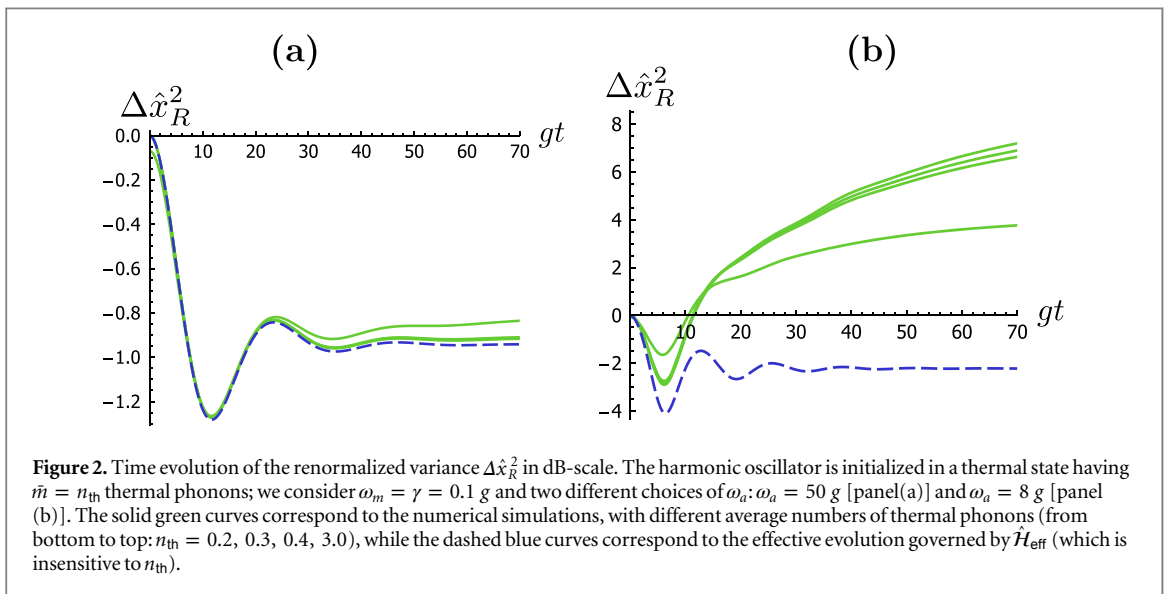 (a)
(b)
Δx̂²_R
0.0
−0.2
−0.4
−0.6
−0.8
−1.0
−1.2
10 20 30 40 50 60 70
gt
Δx̂²_R
8
6
4
2
0
−2
−4
10 20 30 40 50 60 70
gt
Figure 2. Time evolution of the renormalized variance Δx̂_R² in dB-scale. The harmonic oscillator is initialized in a thermal state having
m̄ = n_th thermal phonons; we consider ω_m = γ = 0.1 g and two different choices of ω_a: ω_a = 50 g [panel(a)] and ω_a = 8 g [panel
(b)]. The solid green curves correspond to the numerical simulations, with different average numbers of thermal phonons (from
bottom to top: n_th = 0.2, 0.3, 0.4, 3.0), while the dashed blue curves correspond to the effective evolution governed by Ĥ_eff (which is
insensitive to n_th).